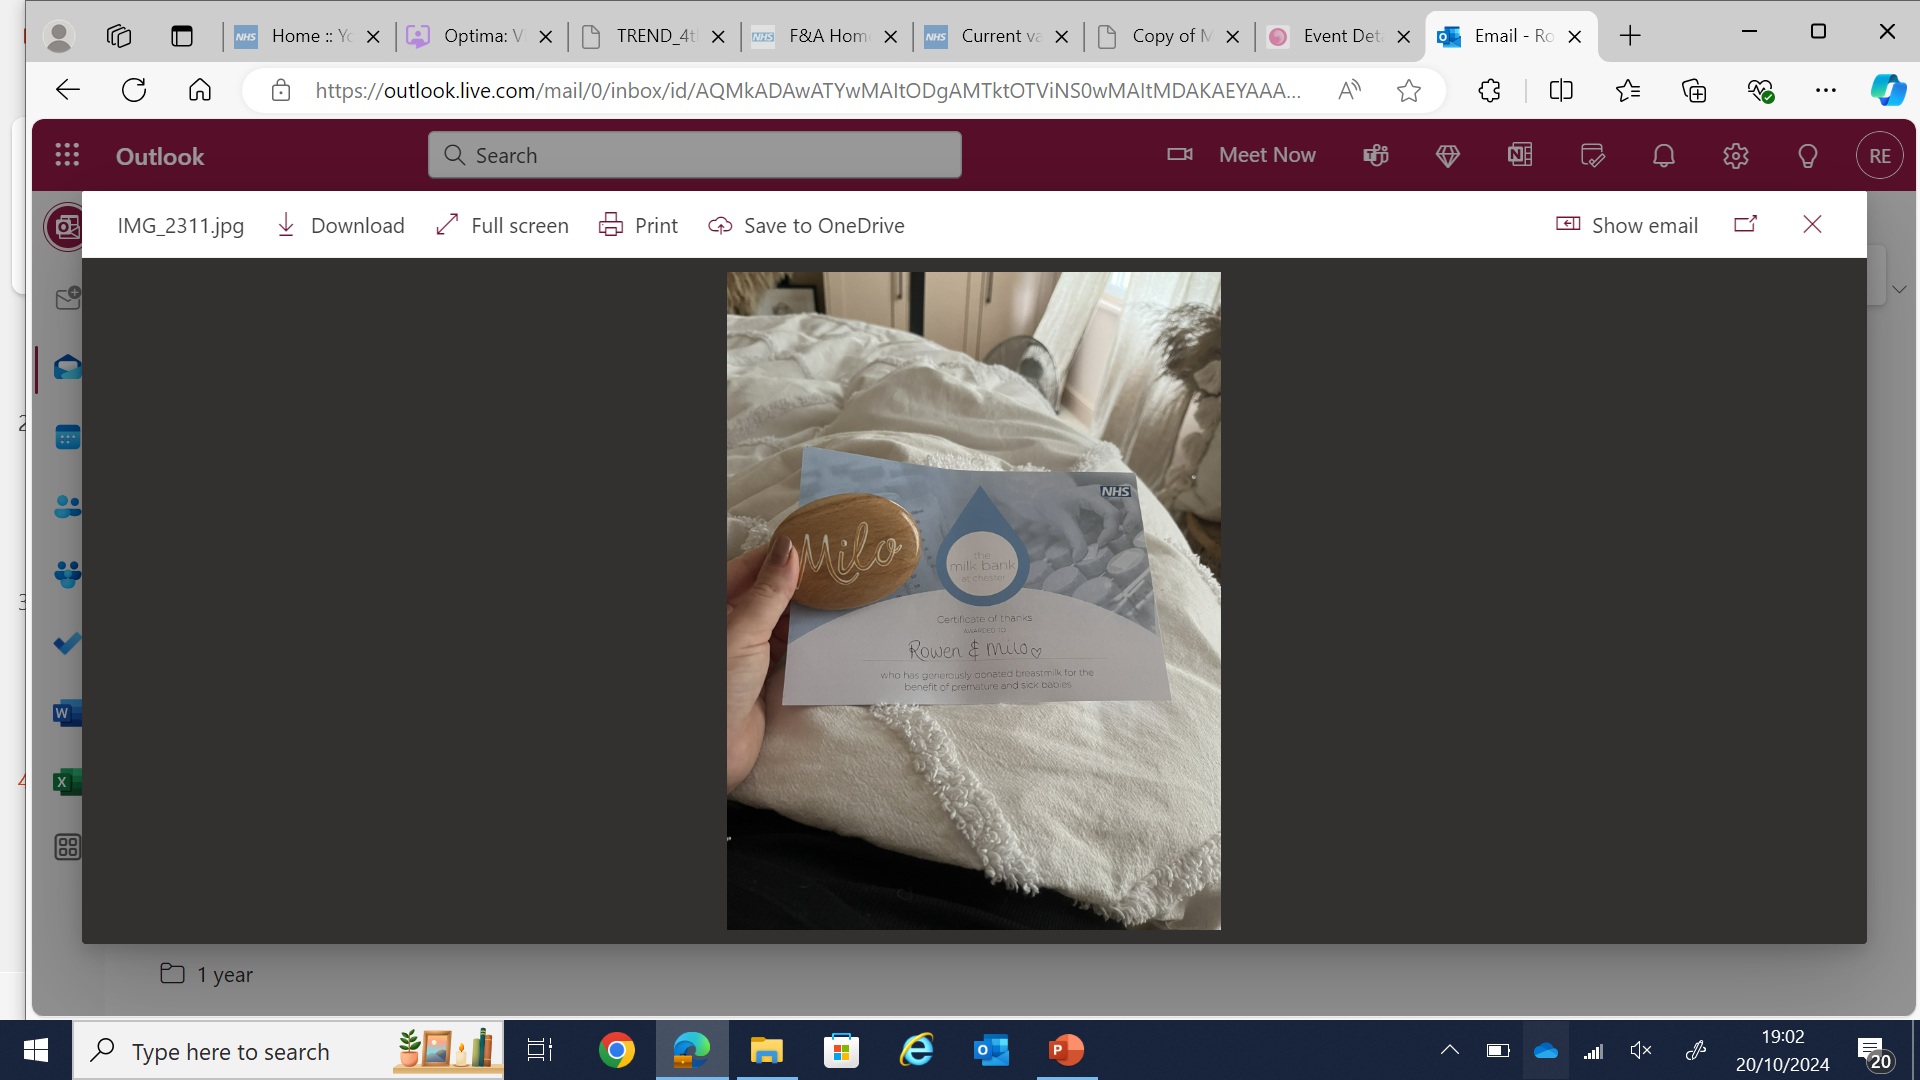 Home :: Yo
Optima: V
TREND_4t
F&A Hom
Current va
Copy of M
Event Det
Email - Ro
https://outlook.live.com/mail/0/inbox/id/AQMkADAwATYwMAItODgAMTktOTViNS0wMAItMDAKAEYAAA...
Outlook
Search
Meet Now
RE
IMG_2311.jpg
Download
Full screen
Print
Save to OneDrive
Show email
NHS
Milo
the
milk bank
at chester
Certificate of thanks
AWARDED TO
Rowen & Milo
who has generously donated breastmilk for the
benefit of premature and sick babies
1 year
Type here to search
19:02
20/10/2024
20